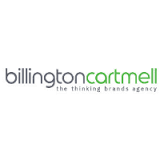 billingtoncartmell
the thinking brands agency